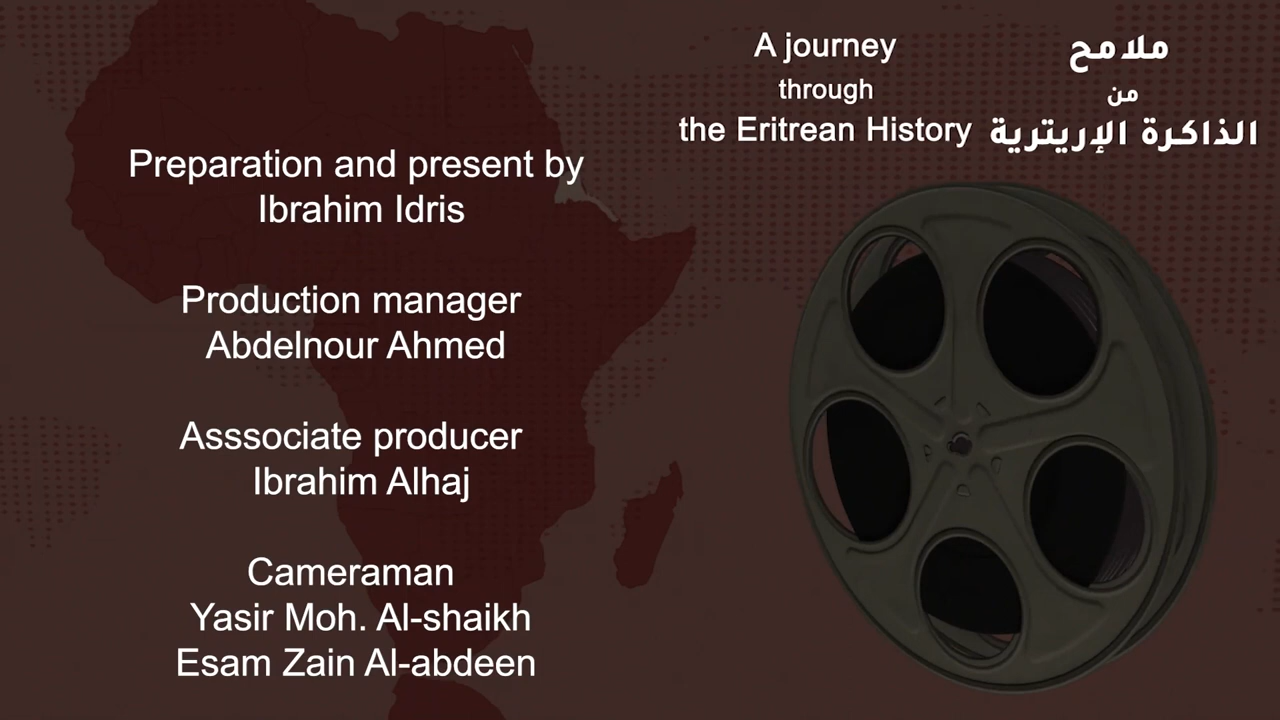 A journey
through
the Eritrean History
ملامح
من
الذاكرة الإريترية
Preparation and present by
Ibrahim Idris
Production manager
Abdelnour Ahmed
Asssociate producer
Ibrahim Alhaj
Cameraman
Yasir Moh. Al-shaikh
Esam Zain Al-abdeen